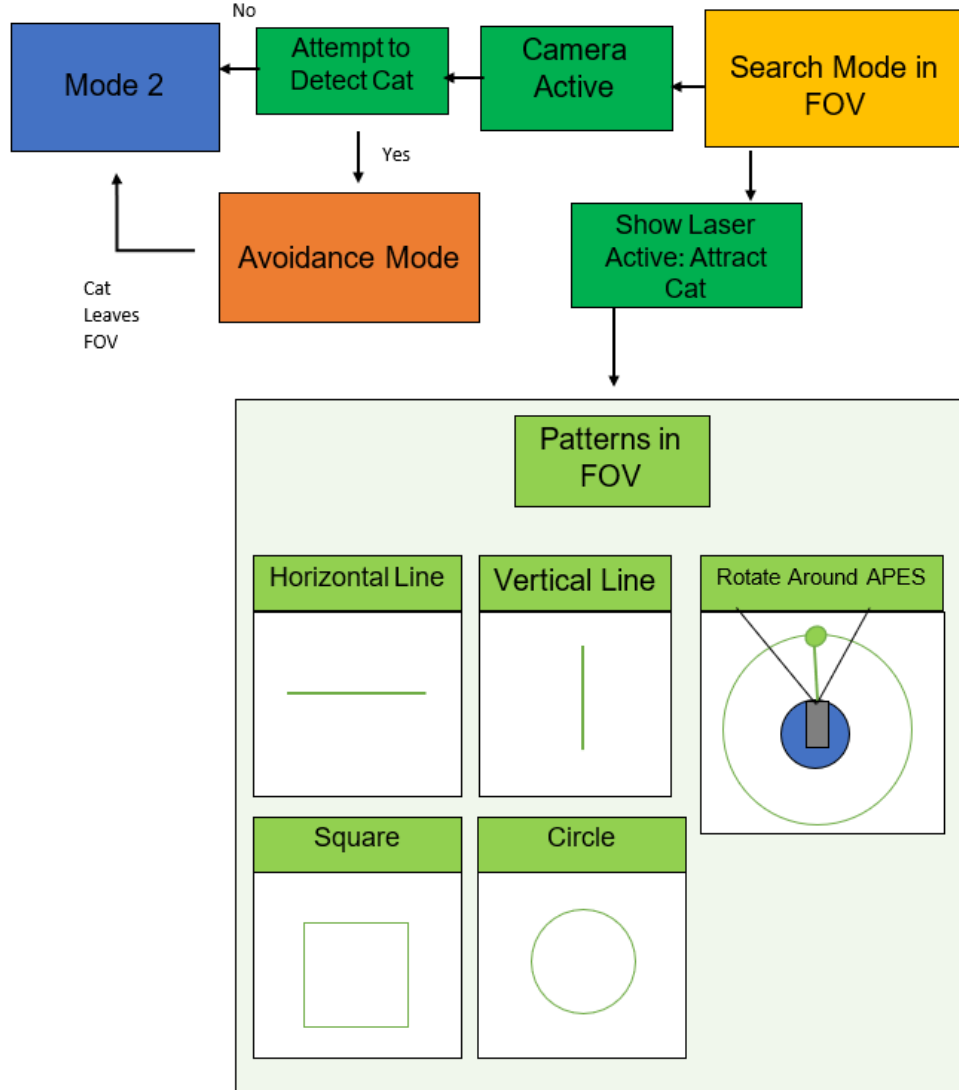 No
Mode 2
Attempt to
Detect Cat
Camera
Active
Search Mode in
FOV
Yes
Avoidance Mode
Show Laser
Active: Attract
Cat
Cat
Leaves
FOV
Patterns in
FOV
Horizontal Line
Vertical Line
Rotate Around APES
Square
Circle